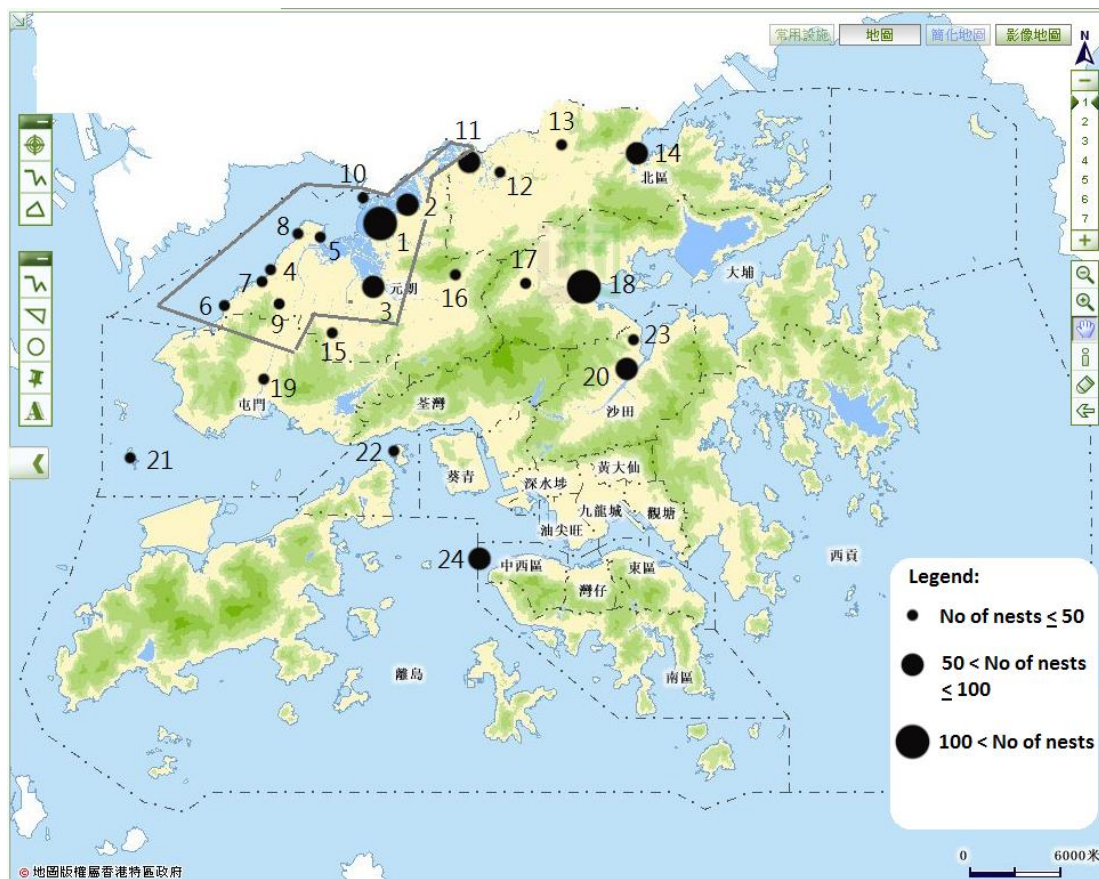 常用設施
地圖
簡化地圖
影像地圖
N
1
2
3
4
5
6
7
A
13
11
14
12
北區
10
2
8
5
1
大埔
17
18
4
7
元朗
16
6
9
3
23
15
20
19
屯門
荃灣
沙田
21
22
葵青
黃大仙
深水埗
九龍城
觀塘
油尖旺
西貢
24
中西區
東區
灣仔
離島
南區
Legend:
No of nests ≤ 50
50 < No of nests
≤ 100
100 < No of nests
0 6000米
© 地圖版權屬香港特區政府